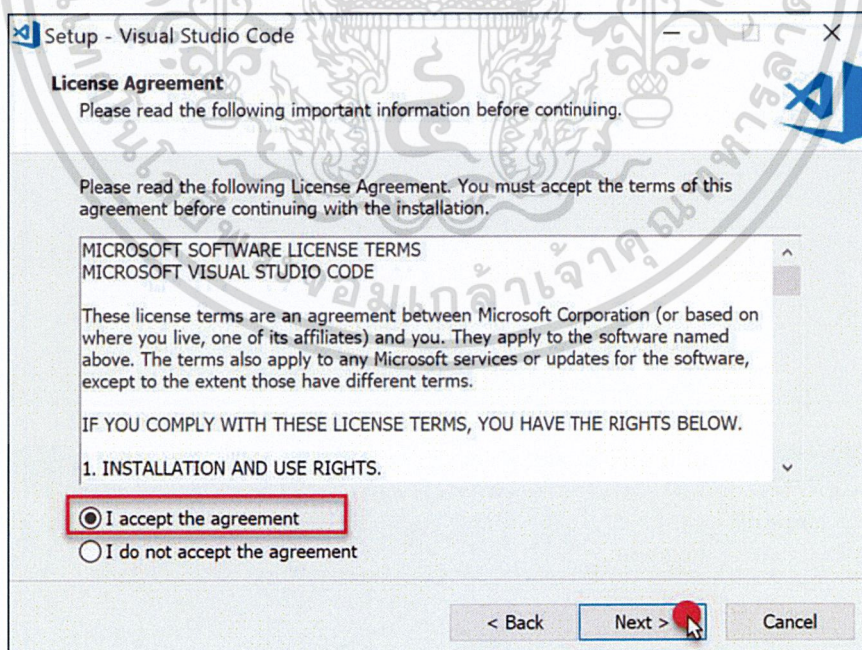 Setup - Visual Studio Code
License Agreement
Please read the following important information before continuing.
Please read the following License Agreement. You must accept the terms of this
agreement before continuing with the installation.
MICROSOFT SOFTWARE LICENSE TERMS
MICROSOFT VISUAL STUDIO CODE
These license terms are an agreement between Microsoft Corporation (or based on
where you live, one of its affiliates) and you. They apply to the software named
above. The terms also apply to any Microsoft services or updates for the software,
except to the extent those have different terms.
IF YOU COMPLY WITH THESE LICENSE TERMS, YOU HAVE THE RIGHTS BELOW.
1. INSTALLATION AND USE RIGHTS.
I accept the agreement
I do not accept the agreement
< Back
Next >
Cancel